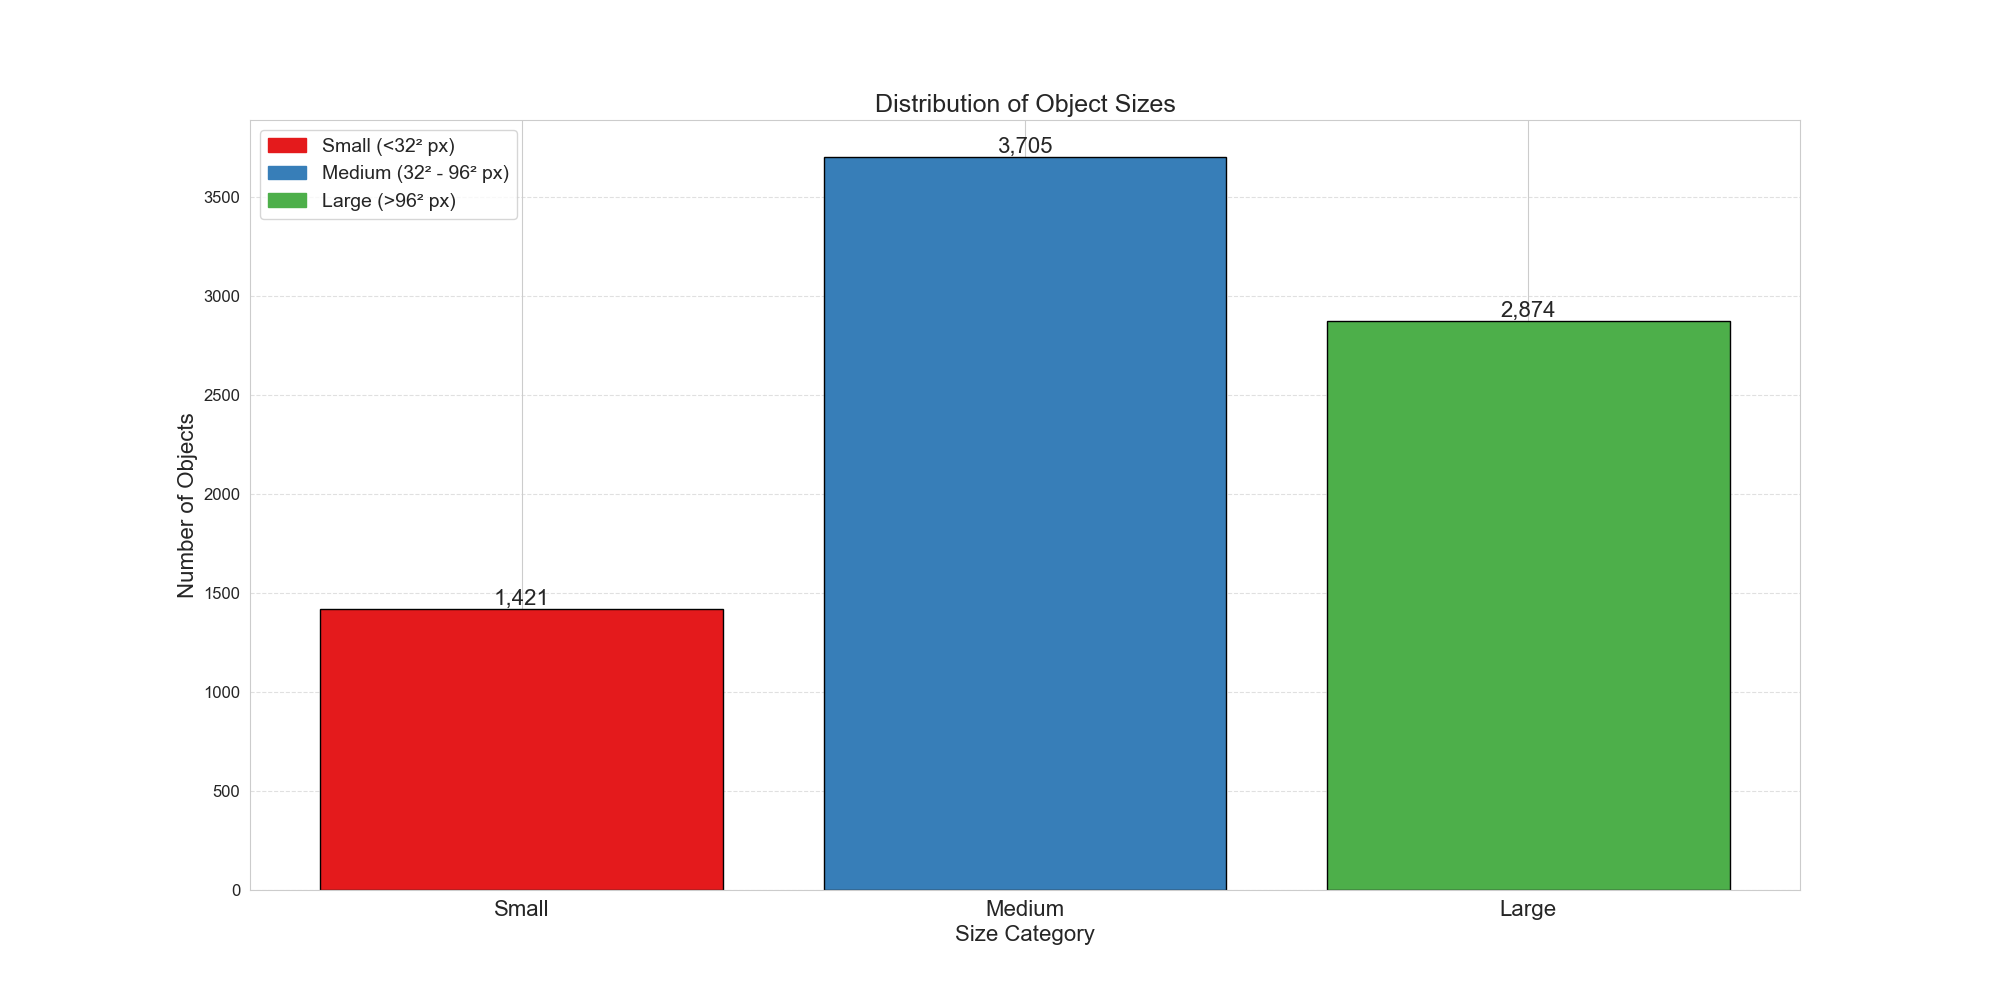 Distribution of Object Sizes
Small (<32² px)
Medium (32² - 96² px)
Large (>96² px)
3,705
2,874
1,421
3500
3000
2500
2000
1500
1000
500
0
Number of Objects
Small
Medium
Large
Size Category